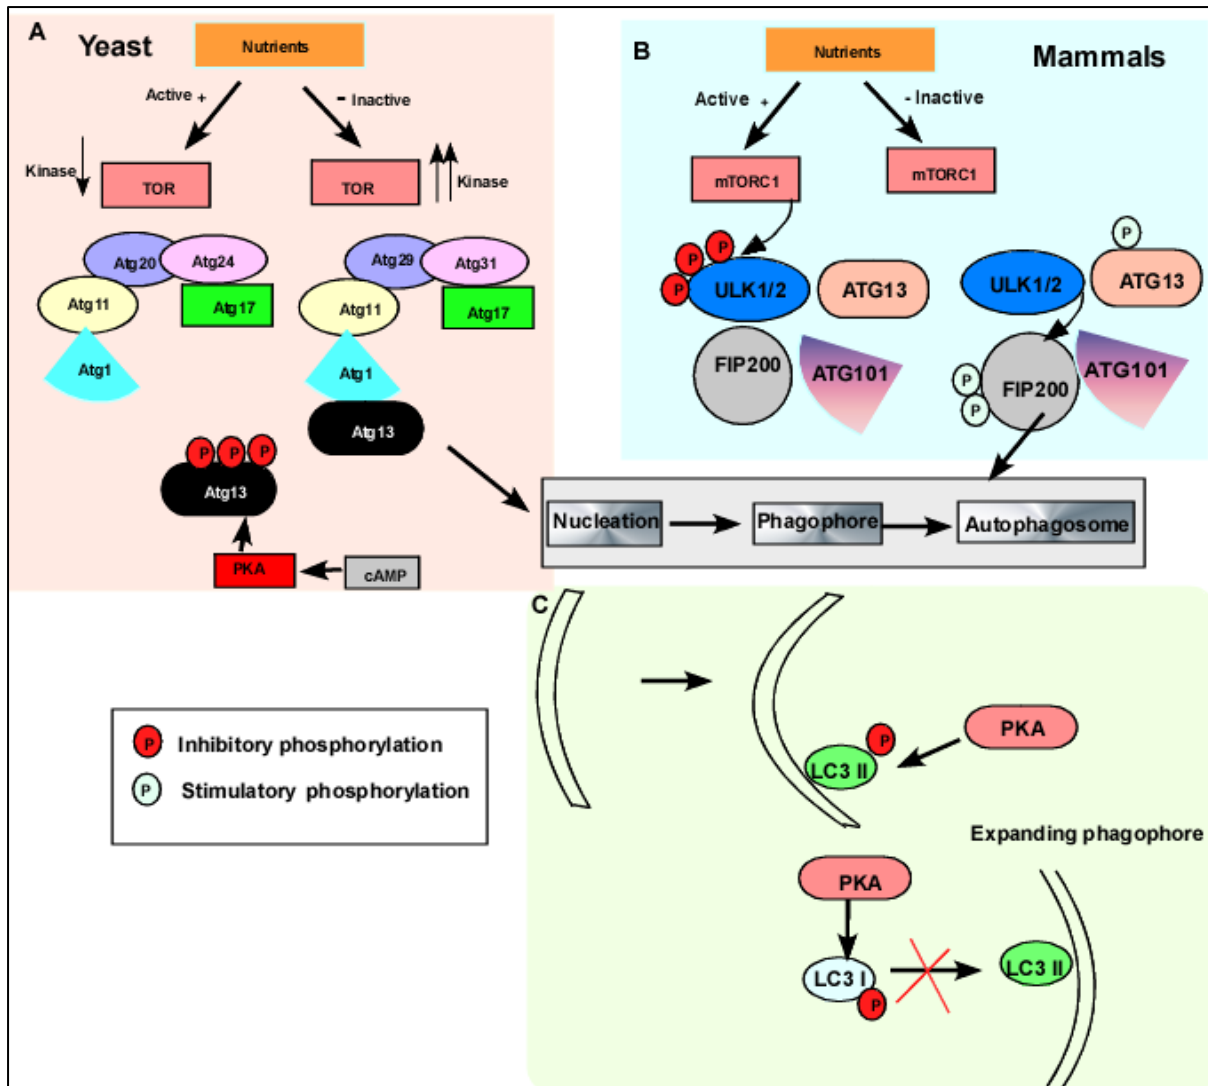 A
Yeast
Nutrients
Active +
- Inactive
Kinase
TOR
TOR
Kinase
Atg20
Atg24
Atg11
Atg17
Atg1
Atg29
Atg31
Atg11
Atg17
Atg1
Atg13
P P P
Atg13
PKA
cAMP
B
Mammals
Nutrients
Active +
- Inactive
mTORC1
mTORC1
P
P
P
ULK1/2
ATG13
FIP200
ATG101
P
ULK1/2
ATG13
P
P
FIP200
ATG101
Nucleation
Phagophore
Autophagosome
P Inhibitory phosphorylation
P Stimulatory phosphorylation
C
P
LC3 II
PKA
Expanding phagophore
PKA
LC3 I
P
LC3 II